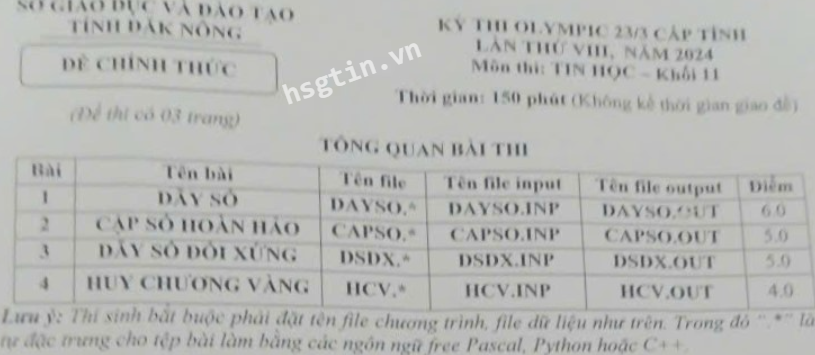 SỞ GIÁO DỤC VÀ ĐÀO TẠO
TỈNH ĐẮK NÔNG
ĐỀ CHÍNH THỨC
(Đề thi có 03 trang)
KỲ THI OLYMPIC 23/3 CẤP TỈNH
LẦN THỨ VIII, NĂM 2024
Môn thi: TIN HỌC – Khối 11
Thời gian: 150 phút (Không kể thời gian giao đề)
hsgtin.vn
TỔNG QUAN BÀI THI
Bài Tên bài Tên file Tên file input Tên file output Điểm
1 DÃY SỐ DAYSO.* DAYSO.INP DAYSO.OUT 6.0
2 CẶP SỐ HOÀN HẢO CAPSO.* CAPSO.INP CAPSO.OUT 5.0
3 DÃY SỐ ĐỐI XỨNG DSDX.* DSDX.INP DSDX.OUT 5.0
4 HUY CHƯƠNG VÀNG HCV.* HCV.INP HCV.OUT 4.0
Lưu ý: Thí sinh bắt buộc phải đặt tên file chương trình, file dữ liệu như trên. Trong đó ".*" là
tự đặc trưng cho tệp bài làm bằng các ngôn ngữ free Pascal, Python hoặc C++.